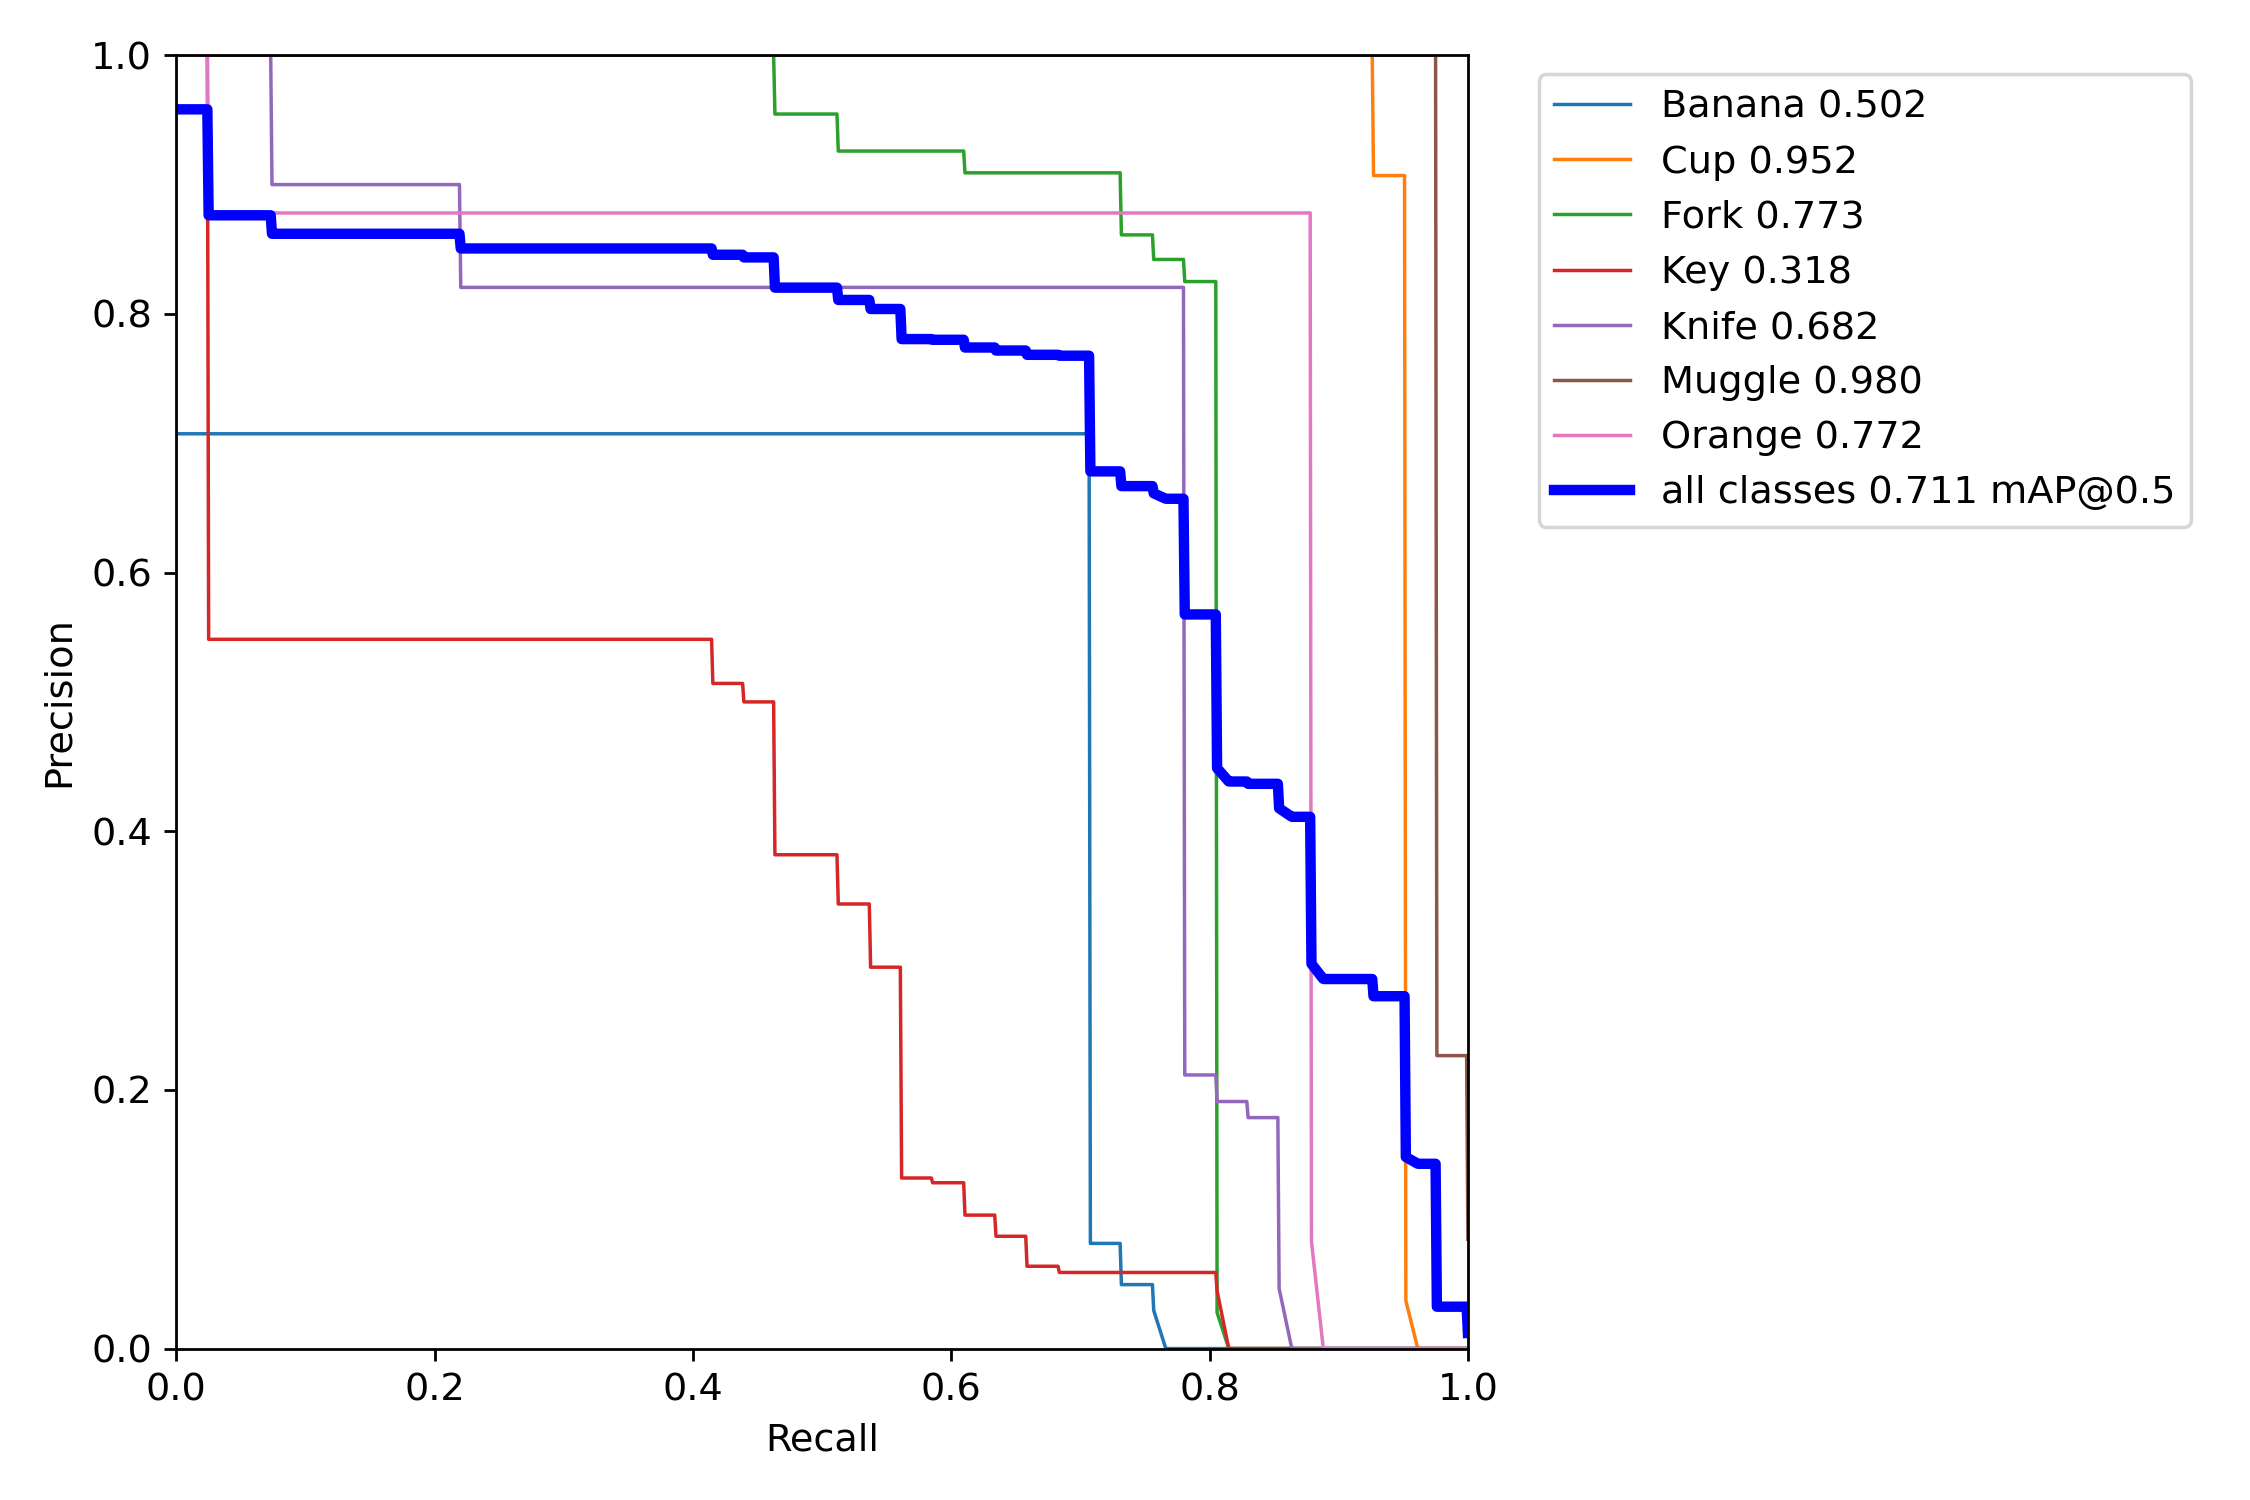 1.0
0.8
0.6
0.4
0.2
0.0
Precision
0.0 0.2 0.4 0.6 0.8 1.0
Recall
Banana 0.502
Cup 0.952
Fork 0.773
Key 0.318
Knife 0.682
Muggle 0.980
Orange 0.772
all classes 0.711 mAP@0.5